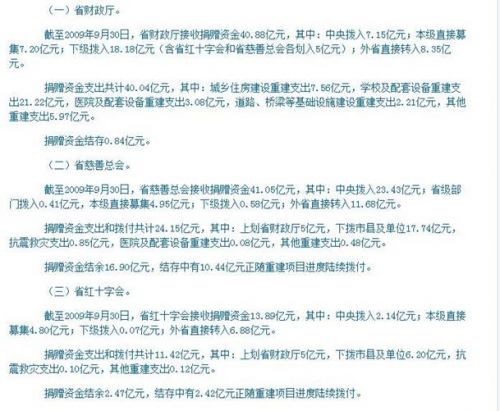 （一）省财政厅。
截至2009年9月30日，省财政厅接收捐赠资金40.88亿元，其中：中央拨入7.15亿元；本级直接募
集7.20亿元；下级拨入18.18亿元（含省红十字会和省慈善总会各划入5亿元）；外省直接转入8.35亿
元。
捐赠资金支出共计40.04亿元，其中：城乡住房建设重建支出7.56亿元，学校及配套设备重建支
出21.22亿元，医院及配套设备重建支出3.08亿元，道路、桥梁等基础设施建设重建支出2.21亿元，其他
重建支出5.97亿元。
捐赠资金结存0.84亿元。
（二）省慈善总会。
截至2009年9月30日，省慈善总会接收捐赠资金41.05亿元，其中：中央拨入23.43亿元；省级部
门拨入0.41亿元，本级直接募集4.95亿元；下级拨入0.58亿元；外省直接转入11.68亿元。
捐赠资金支出和拨付共计24.15亿元，其中：上划省财政厅5亿元，下拨市县及单位17.74亿元，
抗震救灾支出0.85亿元，医院及配套设备重建支出0.08亿元，其他重建支出0.48亿元。
捐赠资金结余16.90亿元，结存中有10.44亿元正随重建项目进度陆续拨付。
（三）省红十字会。
截至2009年9月30日，省红十字会接收捐赠资金13.89亿元，其中：中央拨入2.14亿元；本级直接
募集4.80亿元；下级拨入0.07亿元；外省直接转入6.88亿元。
捐赠资金支出和拨付共计11.42亿元，其中：上划省财政厅5亿元，下拨市县及单位6.20亿元，抗
震救灾支出0.10亿元，其他重建支出0.12亿元。
捐赠资金结余2.47亿元，结存中有2.42亿元正随重建项目进度陆续拨付。